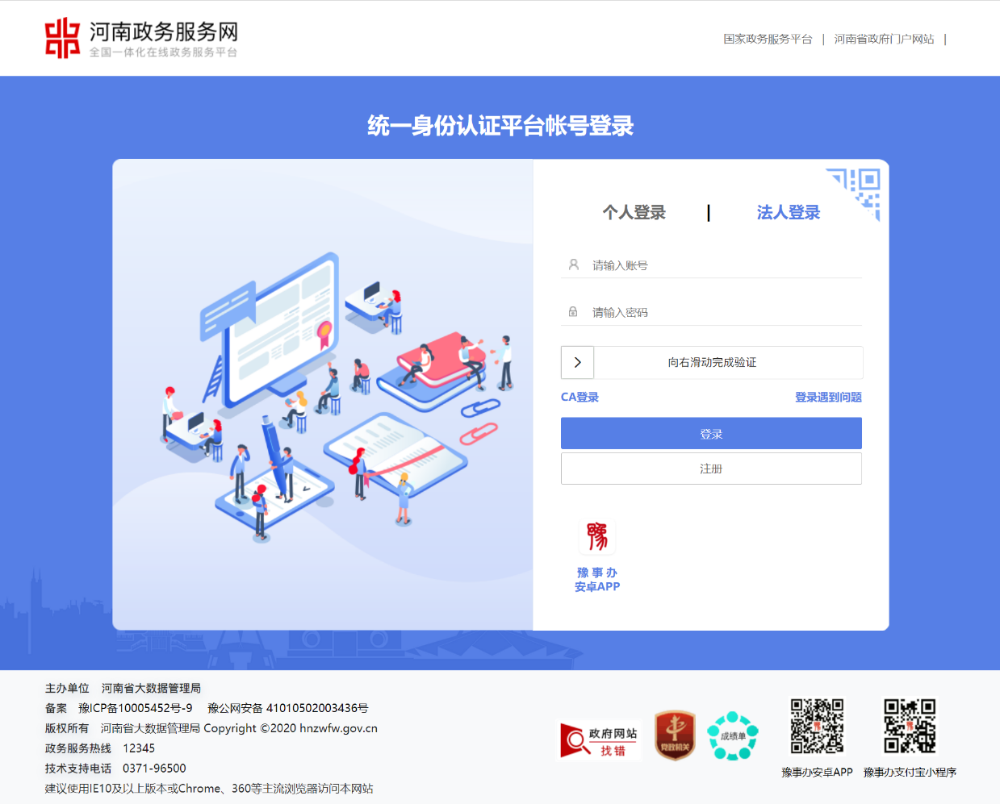 河南政务服务网
全国一体化在线政务服务平台
国家政务服务平台 | 河南省政府门户网站 |
统一身份认证平台帐号登录
个人登录 | 法人登录
请输入账号
请输入密码
向右滑动完成验证
CA登录 登录遇到问题
登录
注册
豫
豫 事 办
安卓APP
主办单位 河南省大数据管理局
备案 豫ICP备10005452号-9 豫公网安备 41010502003436号
版权所有 河南省大数据管理局 Copyright ©2020 hnzwfw.gov.cn
政务服务热线 12345
技术支持电话 0371-96500
建议使用IE10及以上版本或Chrome、360等主流浏览器访问本网站
政府网站
找错
党政机关
成绩单
豫事办安卓APP 豫事办支付宝小程序